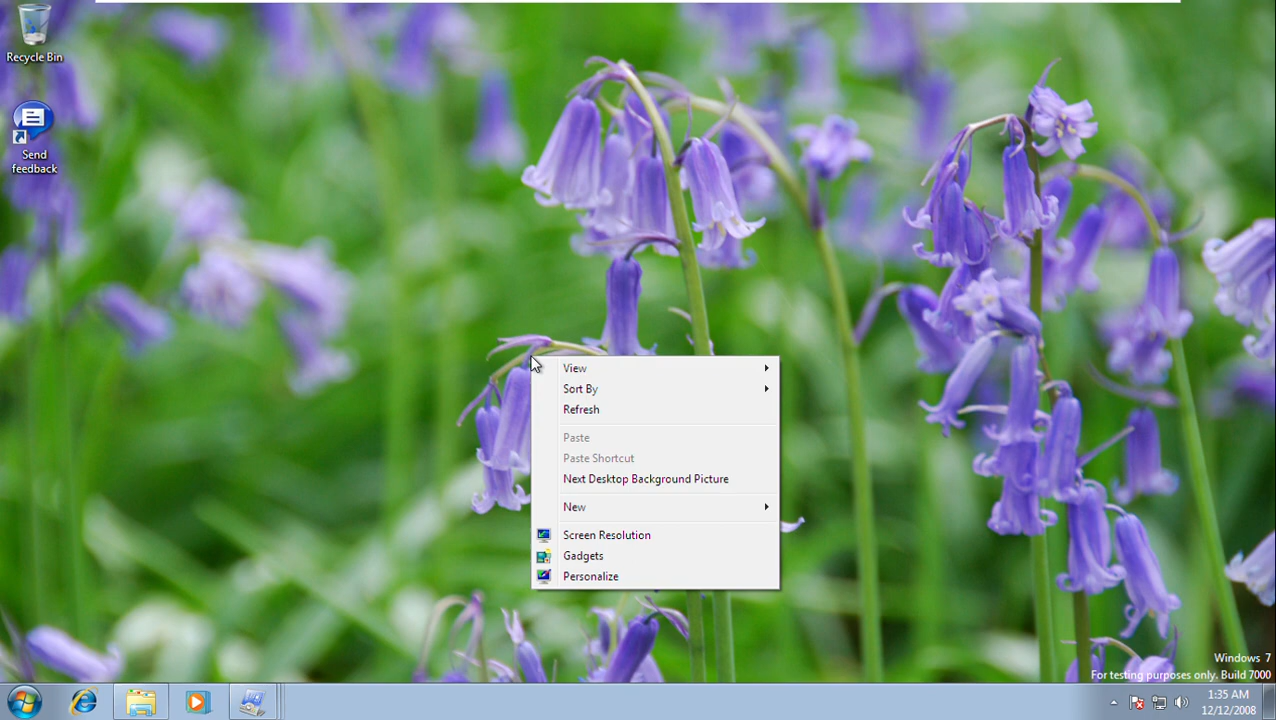 Recycle Bin
Send
feedback
View
Sort By
Refresh
Paste
Paste Shortcut
Next Desktop Background Picture
New
Screen Resolution
Gadgets
Personalize
Windows 7
For testing purposes only. Build 7000
1:35 AM
12/12/2008